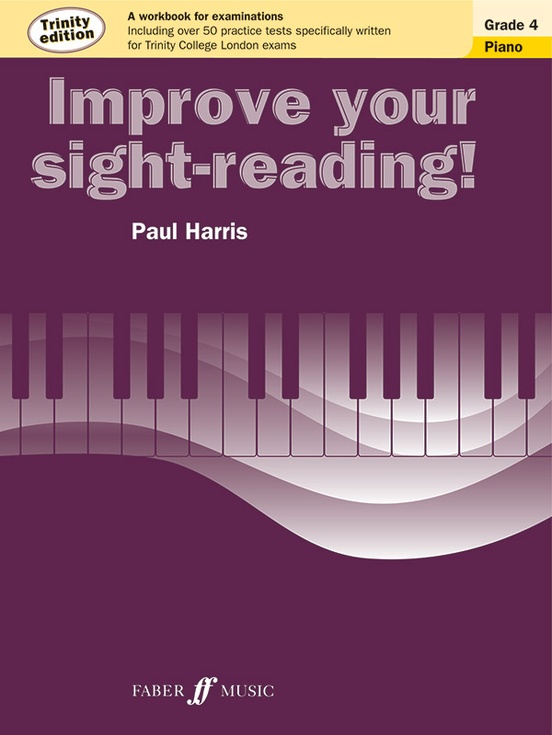 Trinity
edition
A workbook for examinations
Including over 50 practice tests specifically written
for Trinity College London exams
Grade 4
Piano
Improve your
sight-reading!
Paul Harris
FABER ff MUSIC